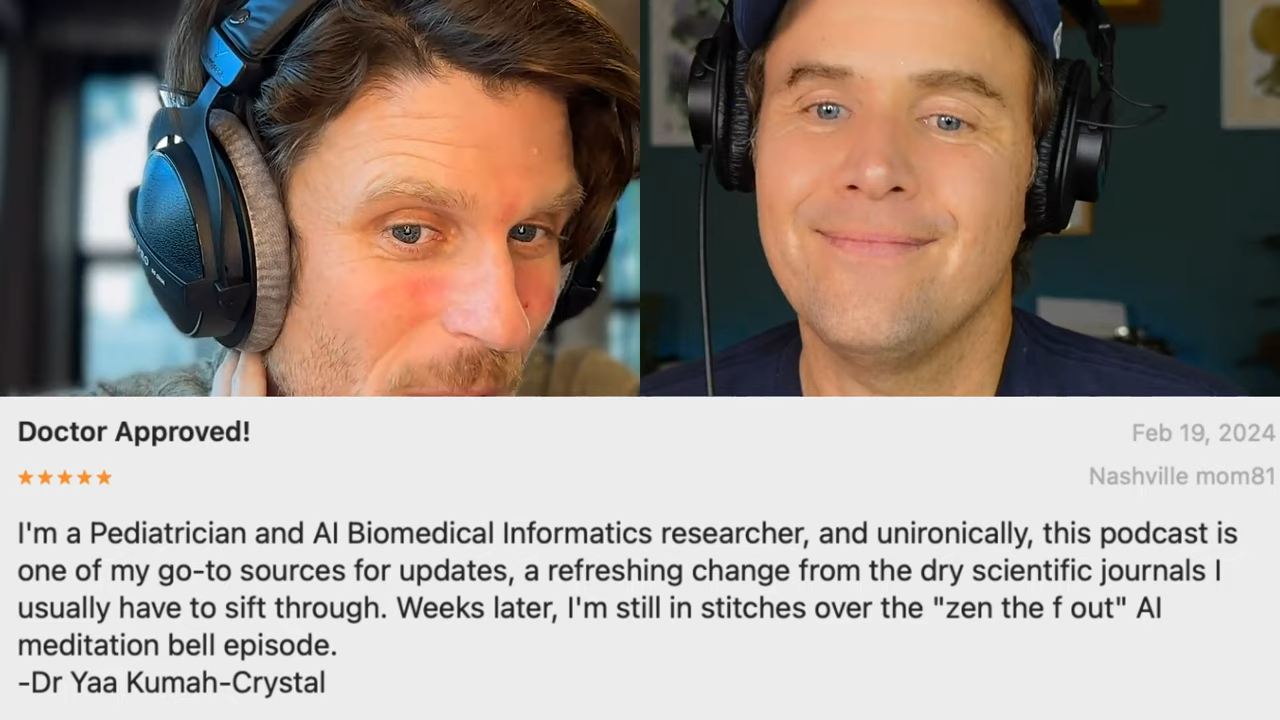 Doctor Approved!
Feb 19, 2024
Nashville mom81
I'm a Pediatrician and AI Biomedical Informatics researcher, and unironically, this podcast is
one of my go-to sources for updates, a refreshing change from the dry scientific journals I
usually have to sift through. Weeks later, I'm still in stitches over the "zen the f out" AI
meditation bell episode.
-Dr Yaa Kumah-Crystal